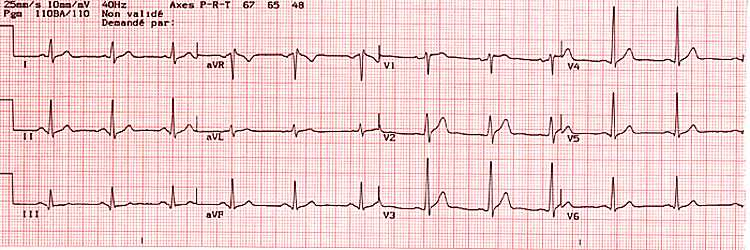 25mm/s 10mm/mV 40Hz Axes P-R-T 67 65 48
Pgm 110BA/110 Non validé
Demandé par:
I aVR V1 V4
II aVL V2 V5
III aVF V3 V6